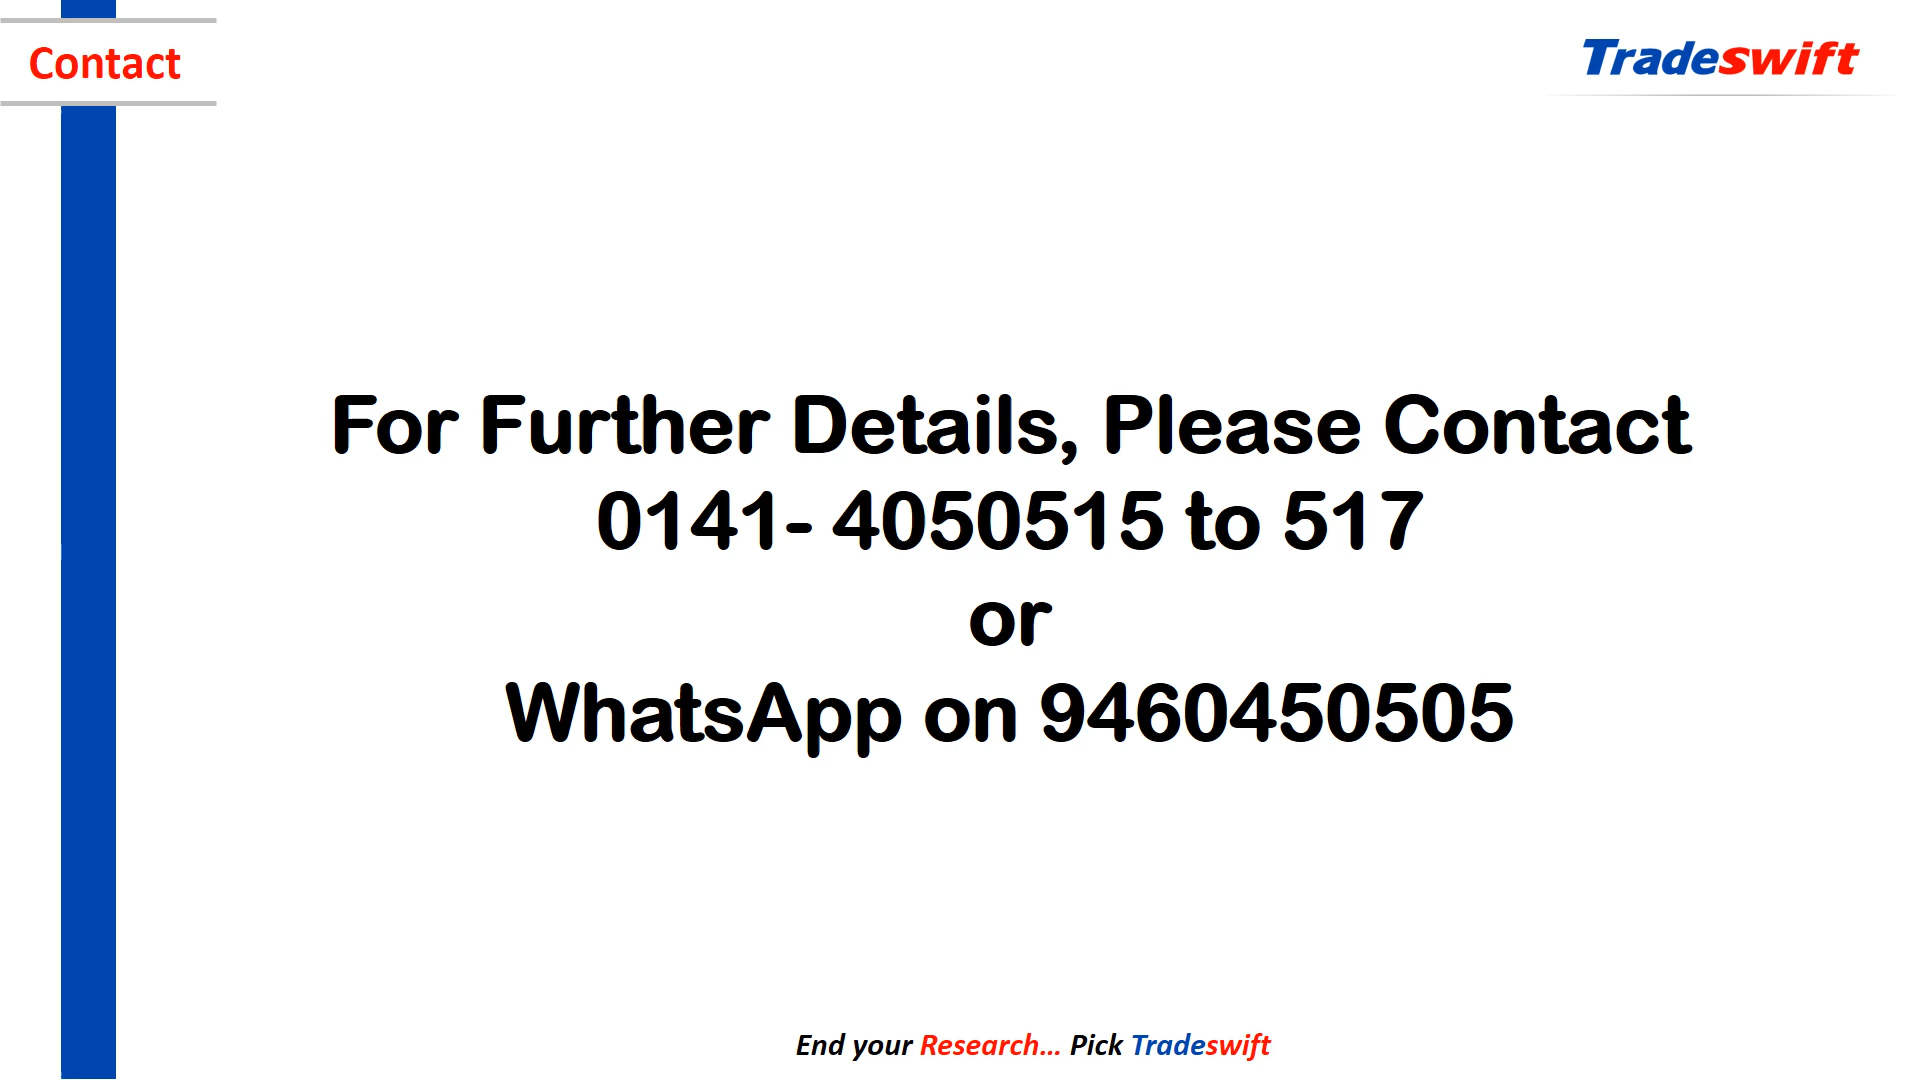 Contact
Tradeswift
For Further Details, Please Contact
0141- 4050515 to 517
or
WhatsApp on 9460450505
End your Research... Pick Tradeswift